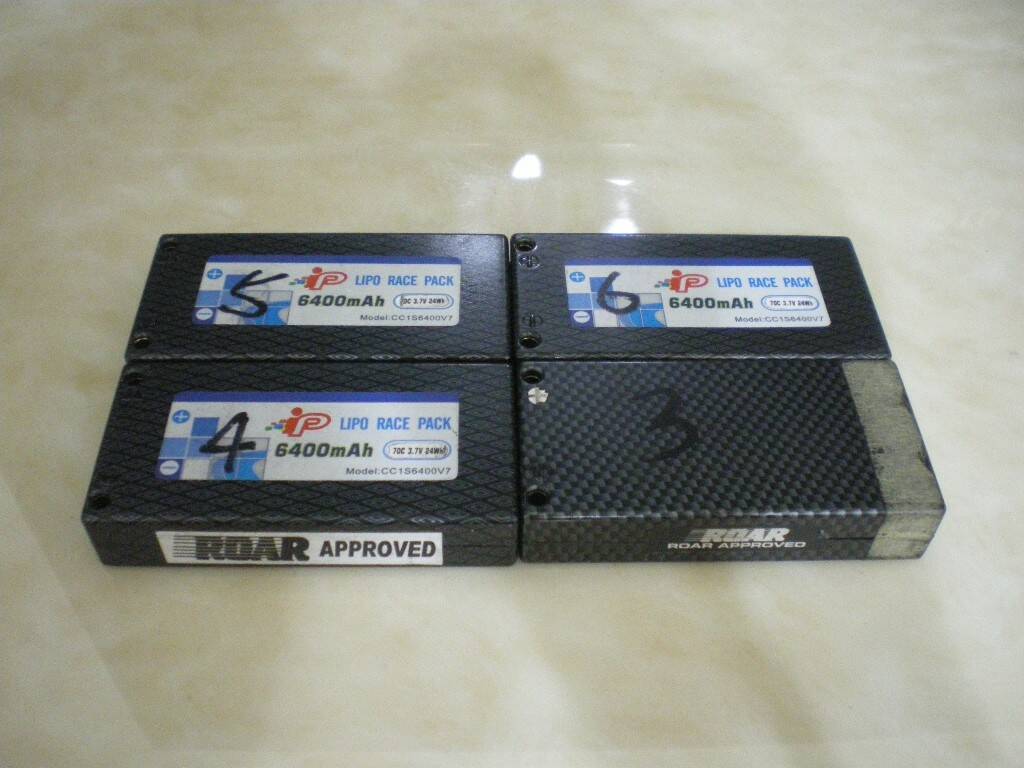 5
iP LIPO RACE PACK
6400mAh 70C 3.7V 24Wh
Model:CC1S6400V7
6
iP LIPO RACE PACK
6400mAh 70C 3.7V 24Wh
Model:CC1S6400V7
4
iP LIPO RACE PACK
6400mAh 70C 3.7V 24Wh
Model:CC1S6400V7
ROAR APPROVED
3
ROAR
ROAR APPROVED